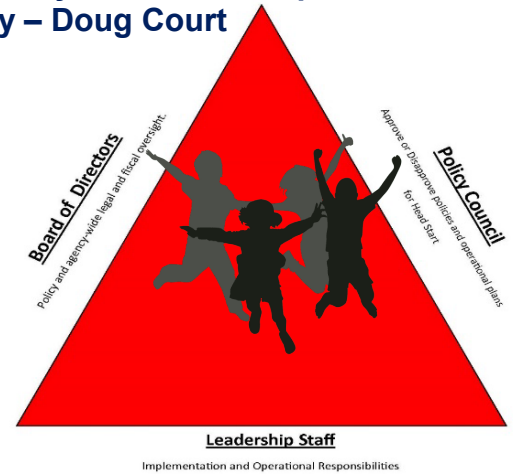 y – Doug Court
Board of Directors
Policy and agency-wide legal and fiscal oversight.
Policy Council
Approve or Disapprove policies and operational plans
for Head Start
Leadership Staff
Implementation and Operational Responsibilities